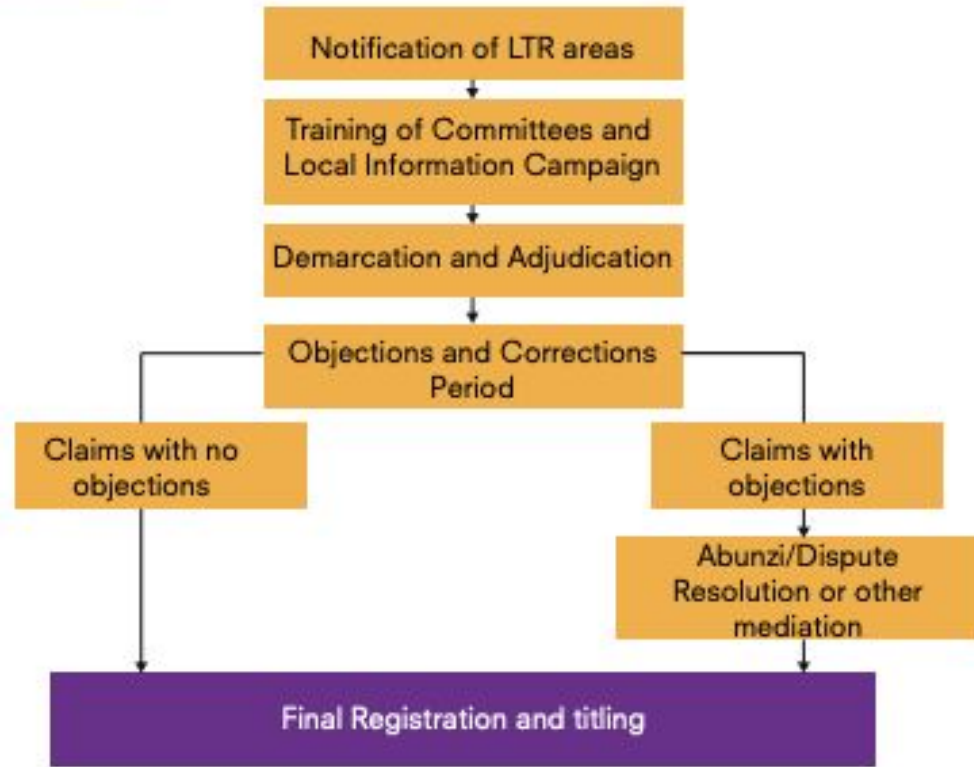 Notification of LTR areas
Training of Committees and
Local Information Campaign
Demarcation and Adjudication
Objections and Corrections
Period
Claims with no
objections
Claims with
objections
Abunzi/Dispute
Resolution or other
mediation
Final Registration and titling